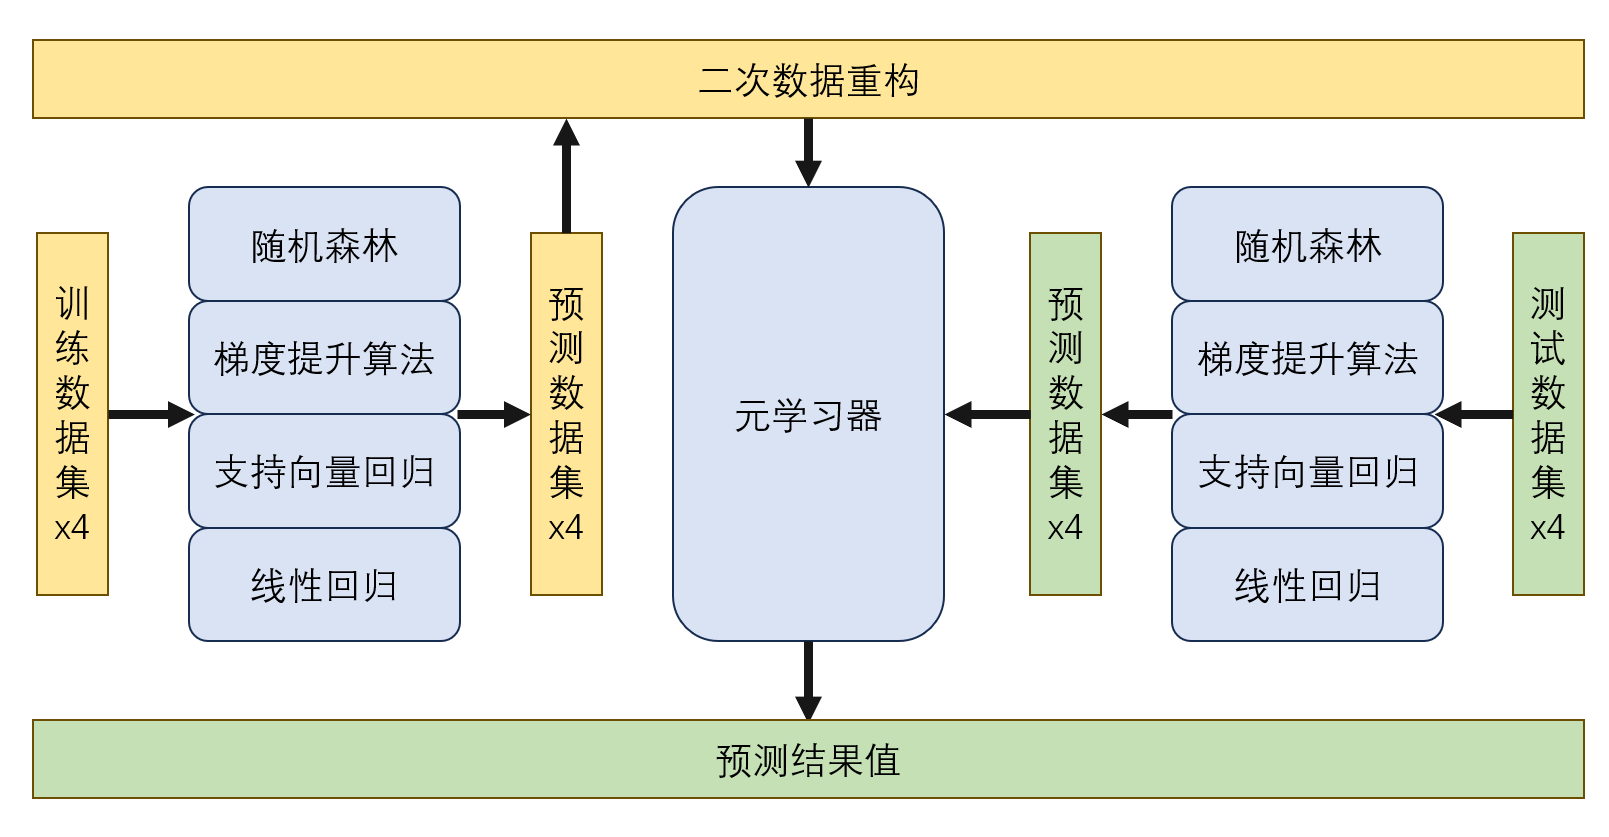 二次数据重构
训练数据集x4
随机森林
梯度提升算法
支持向量回归
线性回归
预测数据集x4
元学习器
预测数据集x4
随机森林
梯度提升算法
支持向量回归
线性回归
测试数据集x4
预测结果值